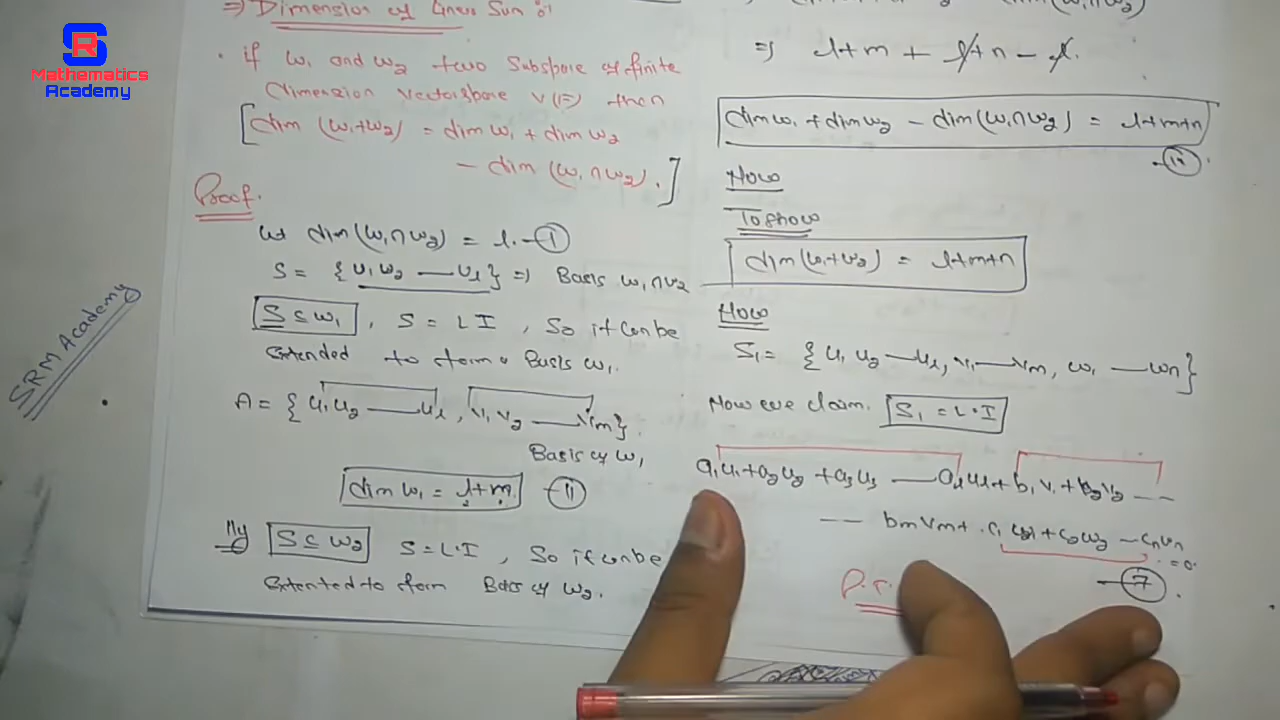 SR
Mathematics
Academy
SRM Academy
⇒ Dimension of Linear Sum :-
· if W₁ and W₂ two Subspace of finite
Dimension Vectorspace V(F) then
[dim (W₁+W₂) = dim W₁ + dim W₂
– dim (W₁∩W₂).]
Proof.
let dim(W₁∩W₂) = l. –①
S = {u₁ u₂ — u_l} ⇒ Basis W₁∩W₂
S ⊆ W₁, S = L I, So it can be
Extended to form a Basis W₁.
A = {u₁ u₂ — u_l, v₁ v₂ — v_m}.
Basis of W₁
dim W₁ = l+m. –⑪
|||ly S ⊆ W₂ S = L·I, So it can be
Extented to form Basis of W₂.
⇒ l+m + l+n – l.
dim W₁ + dim W₂ – dim(W₁∩W₂) = l+m+n
Now
To show
dim(W₁+W₂) = l+m+n
Now
S₁ = {u₁ u₂ — u_l, v₁ — v_m, w₁ — w_n}
Now we claim. S₁ = L·I
a₁u₁+a₂u₂ +a₃u₃ — a_l u_l + b₁v₁ + b₂v₂ --
-- b_m v_m + c₁w₁ + c₂w₂ – c_n w_n
= 0.
–⑦.
P.T.